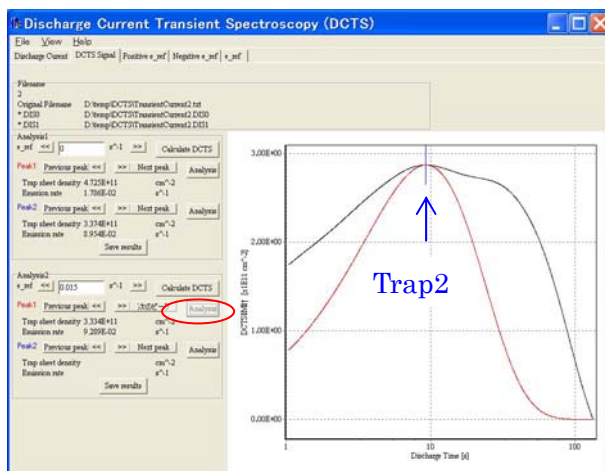 Discharge Current Transient Spectroscopy (DCTS)
File View Help
Discharge Current DCTS Signal Positive e_ref Negative e_ref e_ref
Filename
2
Original Filename D:\temp\DCTS\TransientCurrent2.txt
*.DIS0 D:\temp\DCTS\TransientCurrent2.DIS0
*.DIS1 D:\temp\DCTS\TransientCurrent2.DIS1
Analysis1
e_ref << 0 s^-1 >> Calculate DCTS
Peak1 Previous peak << >> Next peak Analysis
Trap sheet density 4.725E+11 cm^-2
Emission rate 1.786E-02 s^-1
Peak2 Previous peak << >> Next peak Analysis
Trap sheet density 3.374E+11 cm^-2
Emission rate 8.954E-02 s^-1
Save results
Analysis2
e_ref << 0.015 s^-1 >> Calculate DCTS
Peak1 Previous peak << >> Analysis
Trap sheet density 3.334E+11 cm^-2
Emission rate 9.209E-02 s^-1
Peak2 Previous peak << >> Next peak Analysis
Trap sheet density cm^-2
Emission rate s^-1
Save results
3.00E+00
2.00E+00
1.00E+00
0.00E+00
[x1E11 cm^-2]
Trap2
1 10 100
Discharge Time [s]